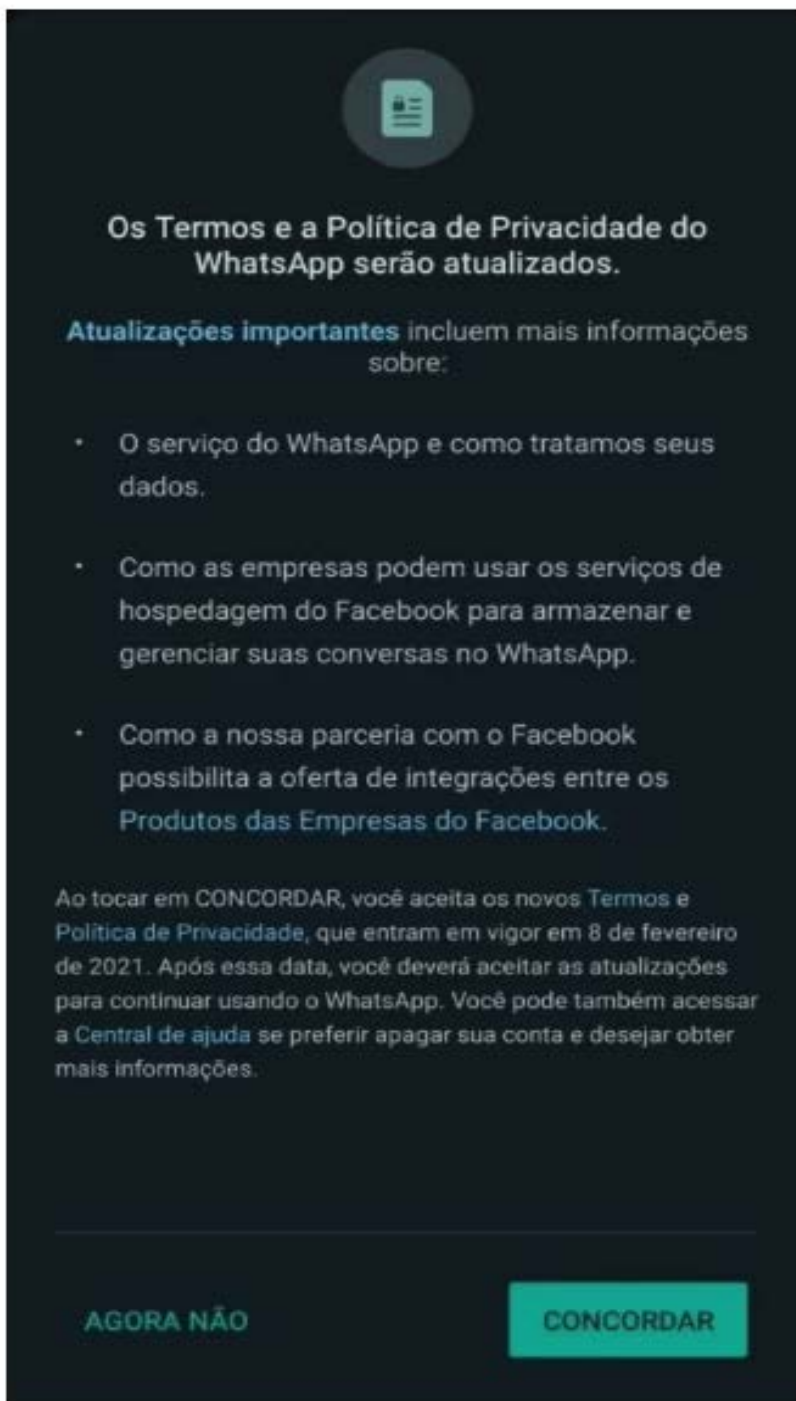 Os Termos e a Política de Privacidade do
WhatsApp serão atualizados.
Atualizações importantes incluem mais informações
sobre:
• O serviço do WhatsApp e como tratamos seus
dados.
• Como as empresas podem usar os serviços de
hospedagem do Facebook para armazenar e
gerenciar suas conversas no WhatsApp.
• Como a nossa parceria com o Facebook
possibilita a oferta de integrações entre os
Produtos das Empresas do Facebook.
Ao tocar em CONCORDAR, você aceita os novos Termos e
Política de Privacidade, que entram em vigor em 8 de fevereiro
de 2021. Após essa data, você deverá aceitar as atualizações
para continuar usando o WhatsApp. Você pode também acessar
a Central de ajuda se preferir apagar sua conta e desejar obter
mais informações.
AGORA NÃO
CONCORDAR